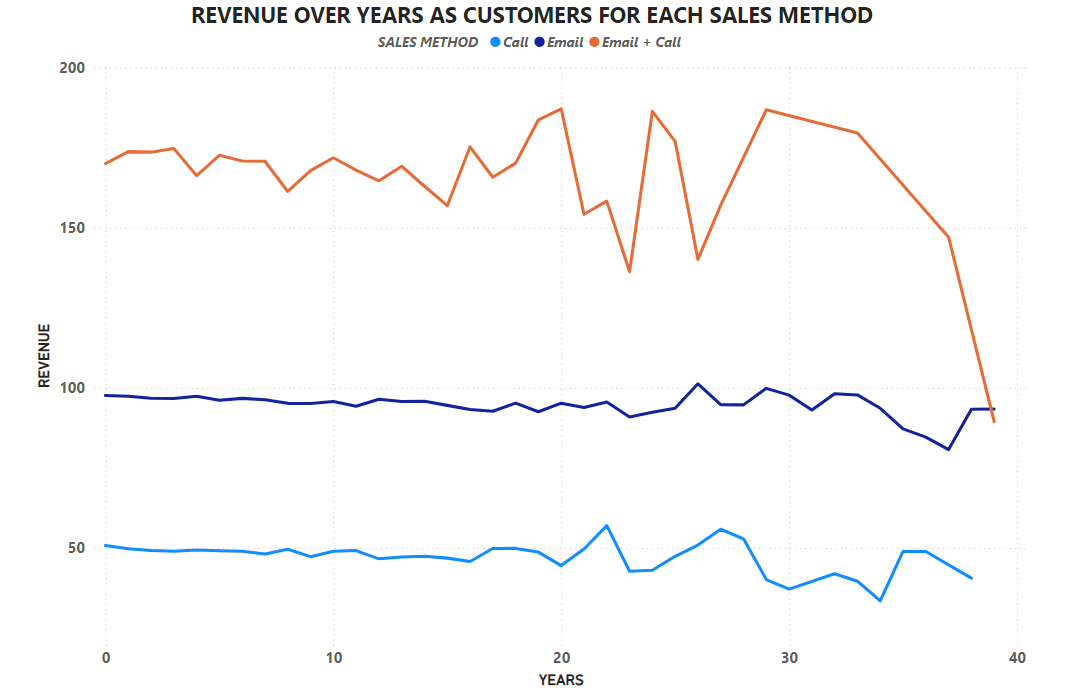 REVENUE OVER YEARS AS CUSTOMERS FOR EACH SALES METHOD
SALES METHOD Call Email Email + Call
200
150
100
50
REVENUE
0 10 20 30 40
YEARS